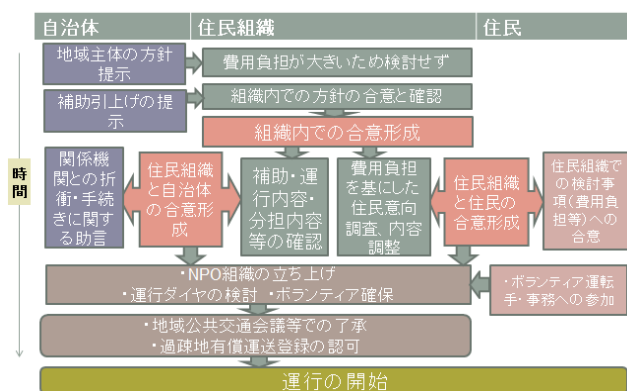 自治体
住民組織
住民
地域主体の方針
提示
費用負担が大きいため検討せず
補助引上げの提
示
組織内での方針の合意と確認
組織内での合意形成
時
間
関係機
関との折
衝・手続
きに関す
る助言
住民組織
と自治体
の合意形
成
補助・運
行内容・
分担内容
等の確認
費用負担
を基にした
住民意向
調査、内容
調整
住民組織
と住民の
合意形成
住民組織で
の検討事
項(費用負
担等)への
合意
・NPO組織の立ち上げ
・運行ダイヤの検討 ・ボランティア確保
・ボランティア運転
手・事務への参加
・地域公共交通会議等での了承
・過疎地有償運送登録の認可
運行の開始